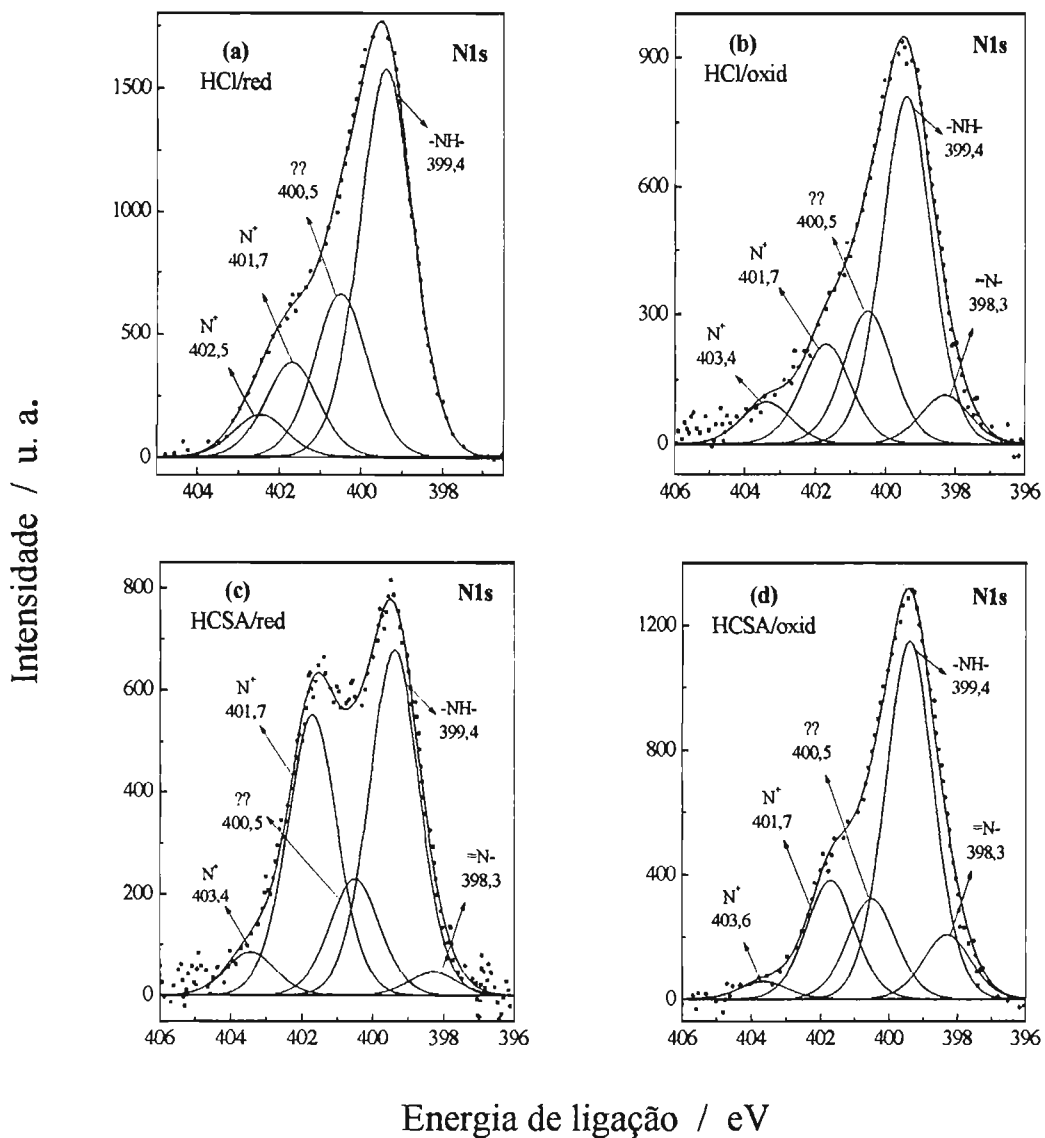 Intensidade / u. a.
(a)
HCl/red
N1s
-NH-
399,4
??
400,5
N+
401,7
N+
402,5
1500
1000
500
0
404 402 400 398
(b)
HCl/oxid
N1s
-NH-
399,4
??
400,5
N+
401,7
N+
403,4
=N-
398,3
900
600
300
0
406 404 402 400 398 396
(c)
HCSA/red
N1s
N+
401,7
-NH-
399,4
??
400,5
N+
403,4
=N-
398,3
800
600
400
200
0
406 404 402 400 398 396
(d)
HCSA/oxid
N1s
-NH-
399,4
??
400,5
N+
401,7
=N-
398,3
N+
403,6
1200
800
400
0
406 404 402 400 398 396
Energia de ligação / eV